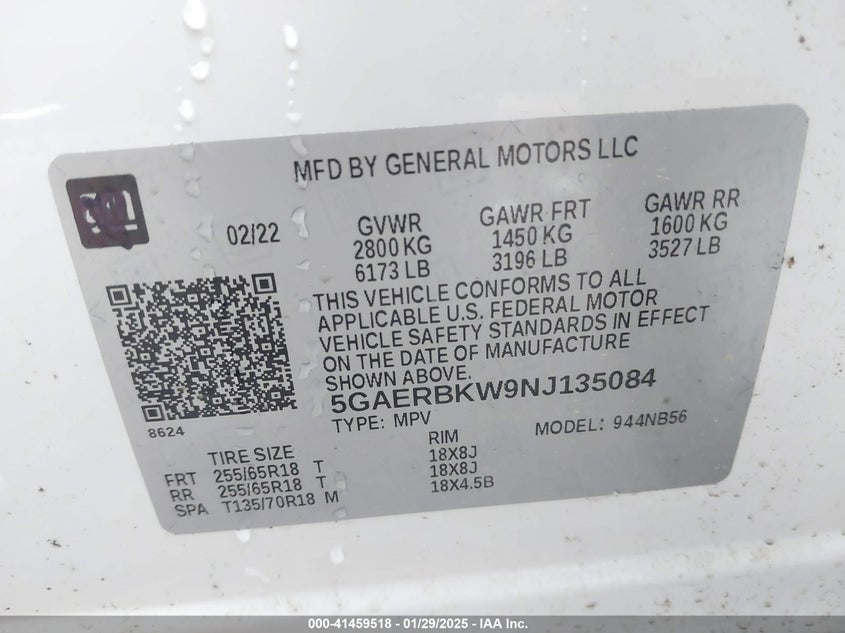 MFD BY GENERAL MOTORS LLC
02/22
GVWR
2800 KG
6173 LB
GAWR FRT
1450 KG
3196 LB
GAWR RR
1600 KG
3527 LB
THIS VEHICLE CONFORMS TO ALL
APPLICABLE U.S. FEDERAL MOTOR
VEHICLE SAFETY STANDARDS IN EFFECT
ON THE DATE OF MANUFACTURE
SHOWN ABOVE.
5GAERBKW9NJ135084
TYPE: MPV
MODEL: 944NB56
8624
TIRE SIZE
RIM
FRT 255/65R18 T 18X8J
RR 255/65R18 T 18X8J
SPA T135/70R18 M 18X4.5B
000-41459518 - 01/29/2025 - IAA Inc.